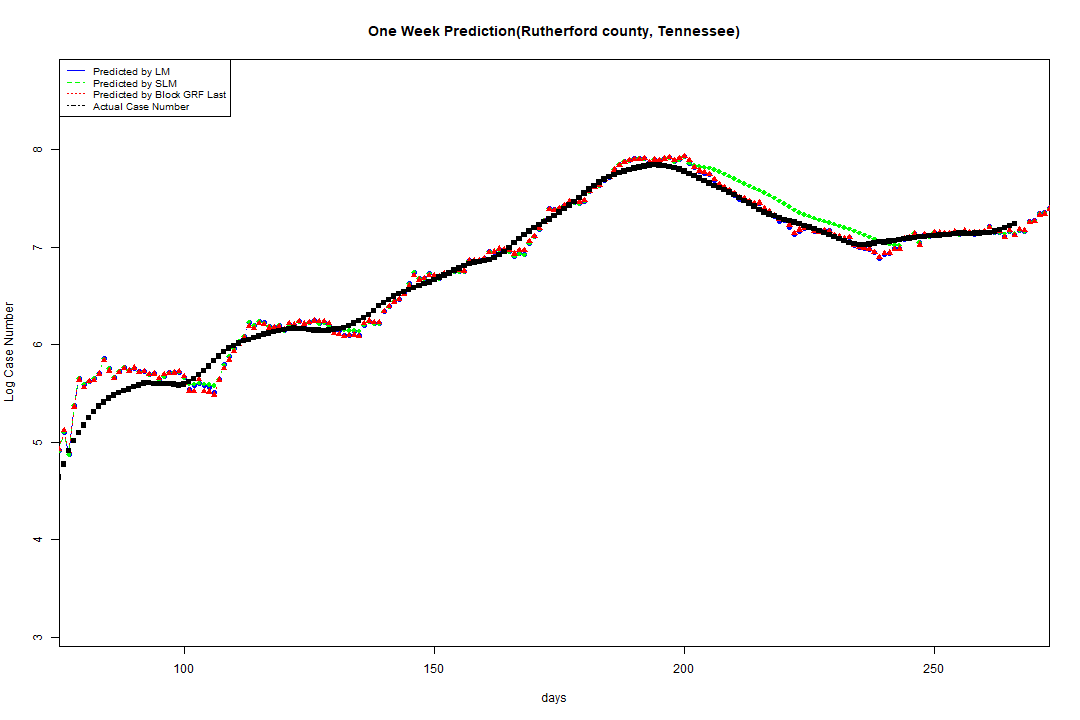 One Week Prediction(Rutherford county, Tennessee)
Predicted by LM
Predicted by SLM
Predicted by Block GRF Last
Actual Case Number
8
7
6
5
4
3
Log Case Number
100 150 200 250
days